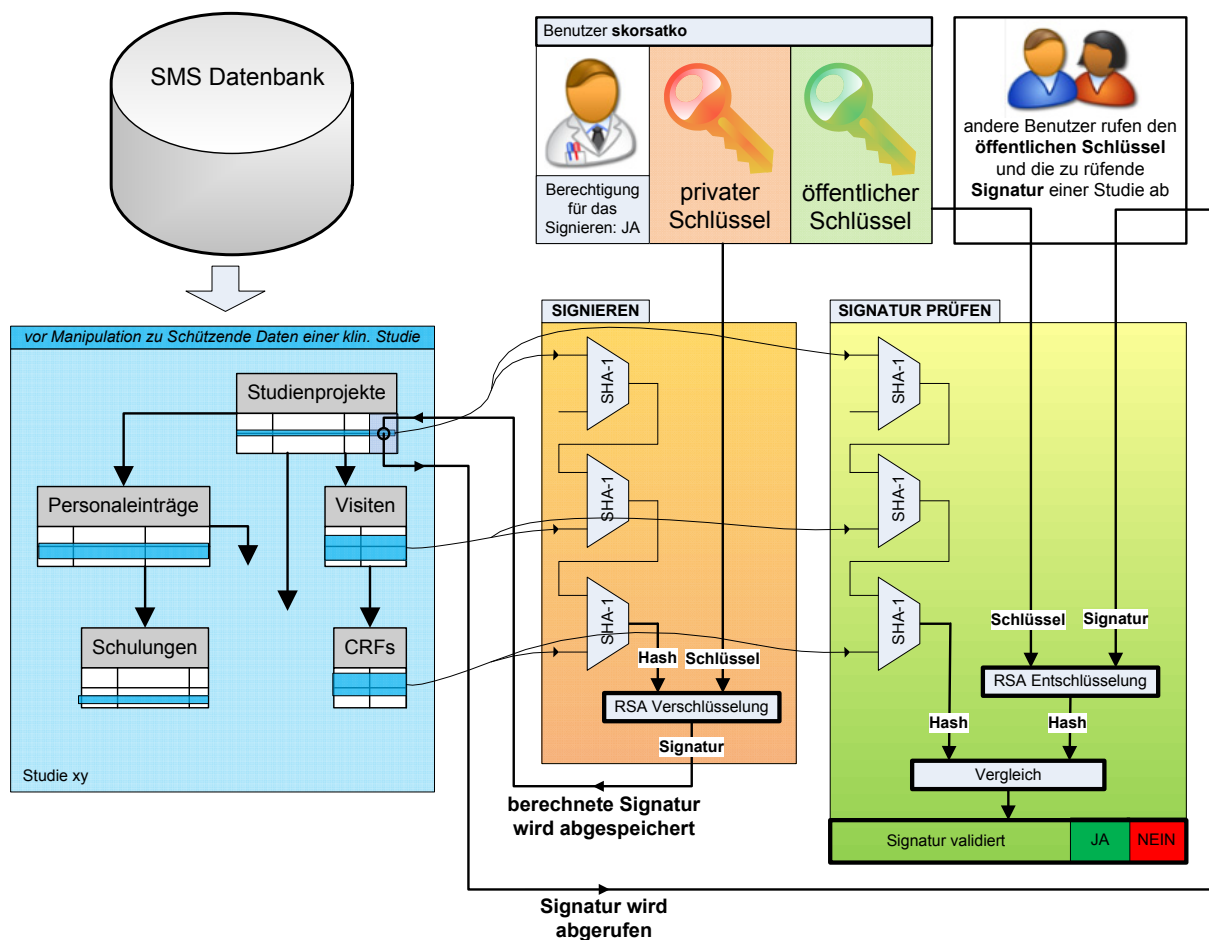 SMS Datenbank
Benutzer skorsatko
Berechtigung
für das
Signieren: JA
privater
Schlüssel
öffentlicher
Schlüssel
andere Benutzer rufen den
öffentlichen Schlüssel
und die zu rüfende
Signatur einer Studie ab
vor Manipulation zu Schützende Daten einer klin. Studie
Studienprojekte
Personaleinträge
Visiten
Schulungen
CRFs
Studie xy
SIGNIEREN
SHA-1
SHA-1
SHA-1
Hash
Schlüssel
RSA Verschlüsselung
Signatur
berechnete Signatur
wird abgespeichert
SIGNATUR PRÜFEN
SHA-1
SHA-1
SHA-1
Schlüssel
Signatur
RSA Entschlüsselung
Hash
Hash
Vergleich
Signatur validiert
JA
NEIN
Signatur wird
abgerufen